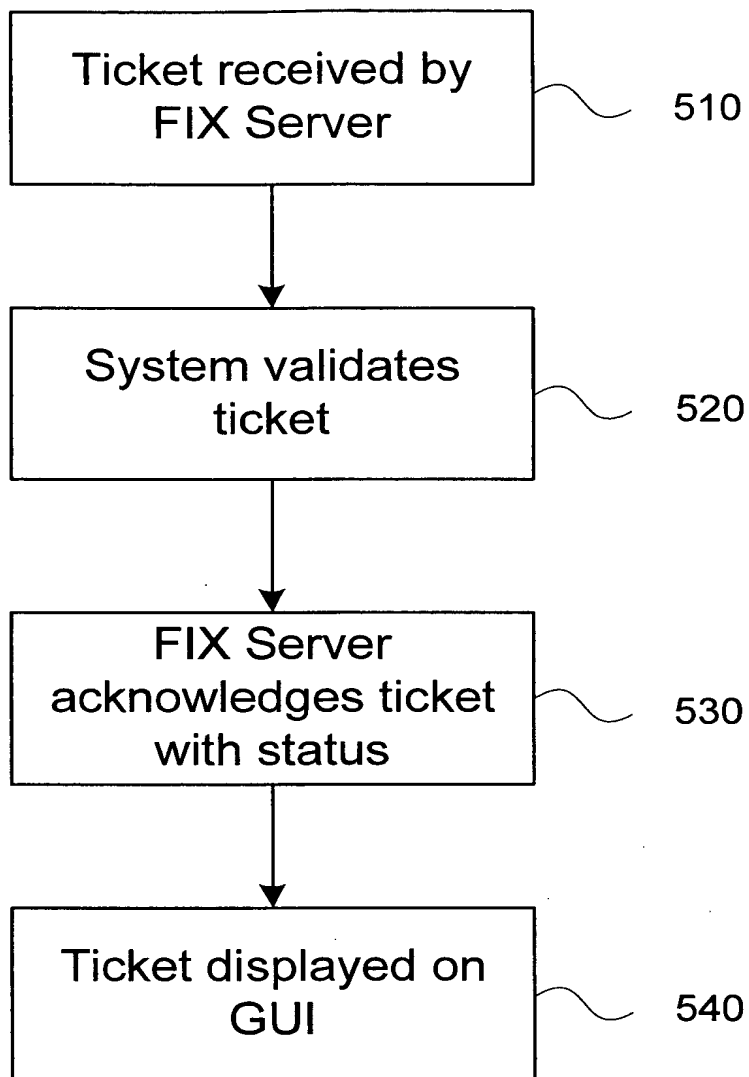 Ticket received by
FIX Server
510
System validates
ticket
520
FIX Server
acknowledges ticket
with status
530
Ticket displayed on
GUI
540